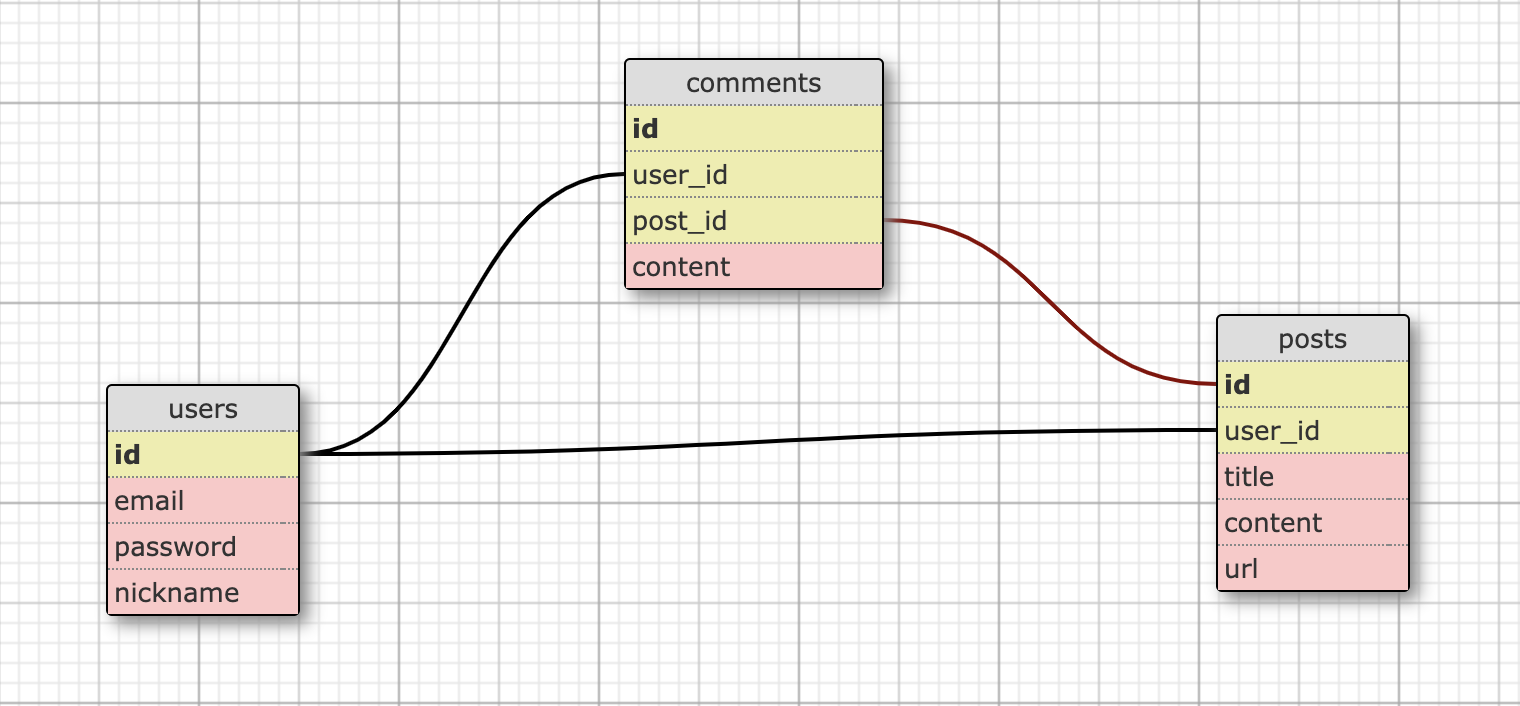 comments
id
user_id
post_id
content
users
id
email
password
nickname
posts
id
user_id
title
content
url